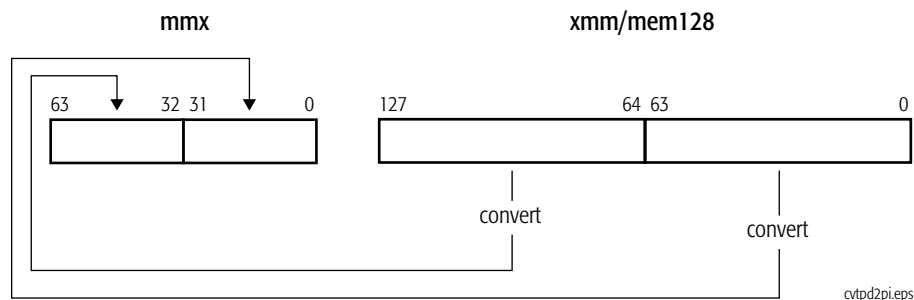 mmx xmm/mem128
63 32 31 0 127 64 63 0
convert
convert
cvtpd2pi.eps